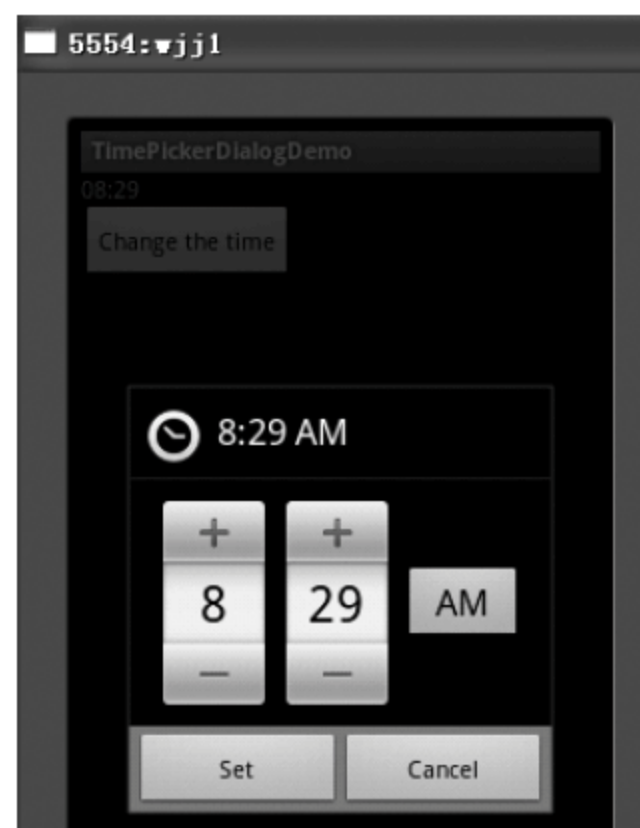 5554:wjj1
TimePickerDialogDemo
08:29
Change the time
8:29 AM
+ +
8 29 AM
— —
Set Cancel